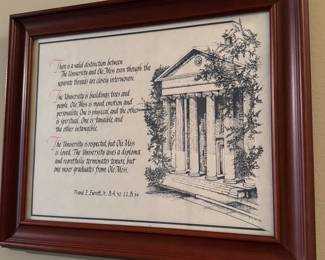 There is a valid distinction between
The University and Ole Miss even though the
separate threads are closely interwoven.
The University is buildings, trees and
people. Ole Miss is mood, emotion and
personality. One is physical, and the other
is spiritual. One is tangible, and
the other intangible.
The University is respected, but Ole Miss
is loved. The University gives a diploma
and regretfully terminates tenure, but
one never graduates from Ole Miss.
Frank E. Everett, Jr. B.A. '32 LL.B. '34